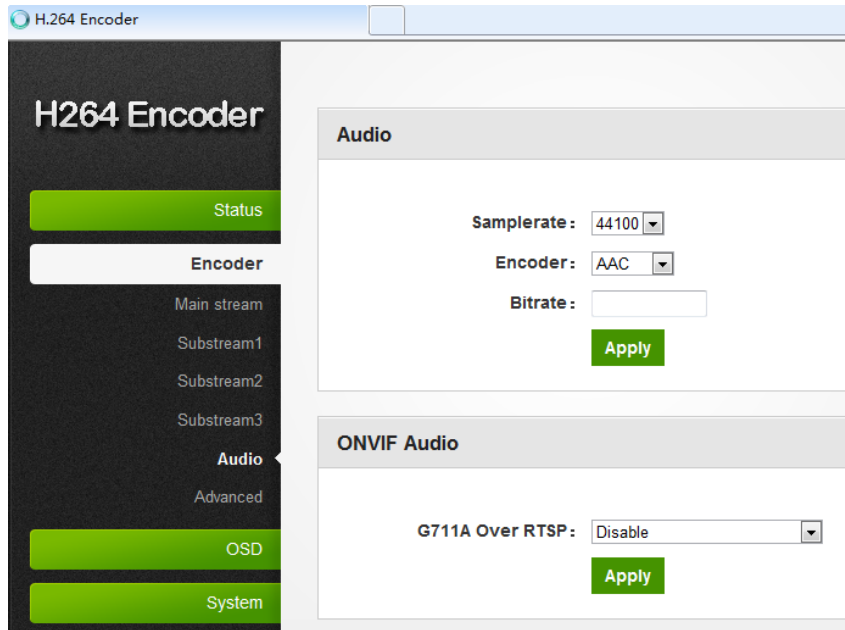 H.264 Encoder
H264 Encoder
Status
Encoder
Main stream
Substream1
Substream2
Substream3
Audio
Advanced
OSD
System
Audio
Samplerate: 44100
Encoder: AAC
Bitrate:
Apply
ONVIF Audio
G711A Over RTSP: Disable
Apply